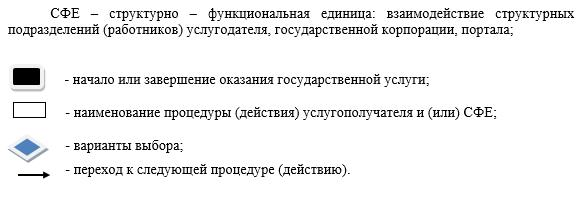 СФЕ – структурно – функциональная единица: взаимодействие структурных
подразделений (работников) услугодателя, государственной корпорации, портала;
- начало или завершение оказания государственной услуги;
- наименование процедуры (действия) услугополучателя и (или) СФЕ;
- варианты выбора;
- переход к следующей процедуре (действию).